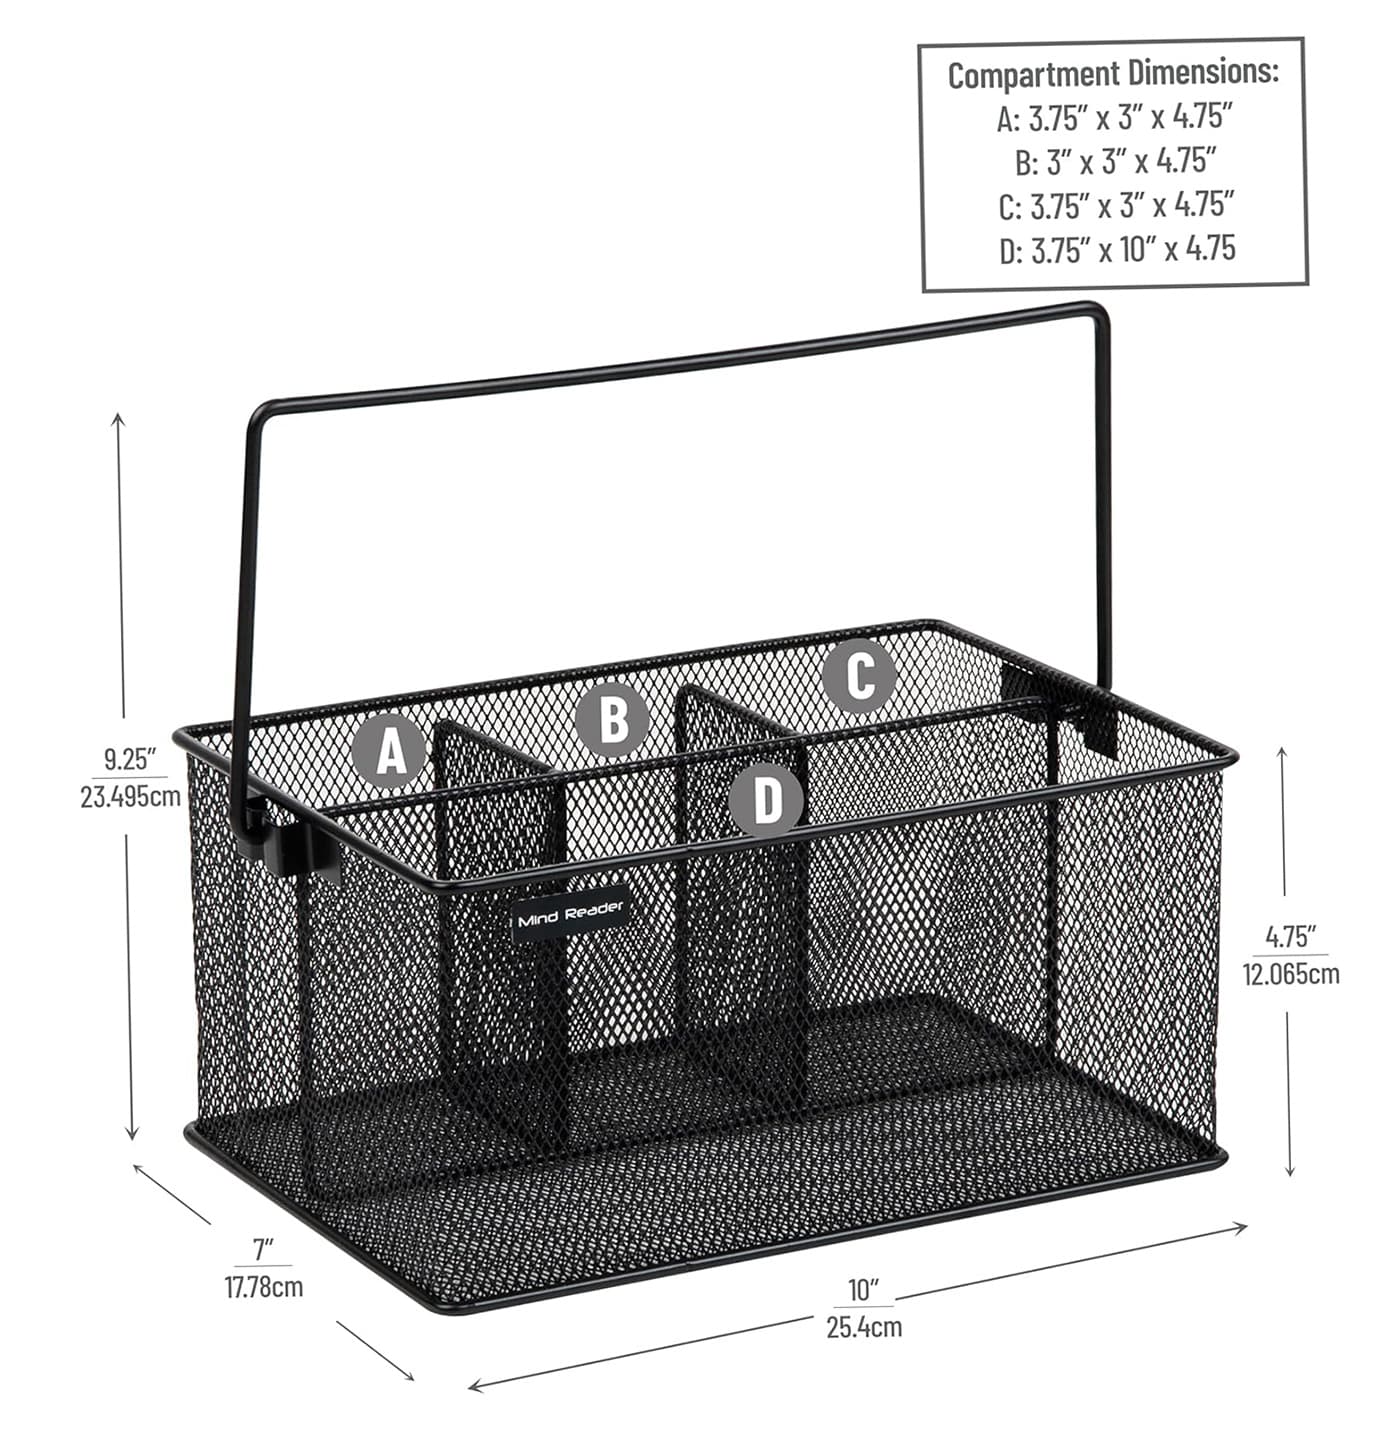 Compartment Dimensions:
A: 3.75" x 3" x 4.75"
B: 3" x 3" x 4.75"
C: 3.75" x 3" x 4.75"
D: 3.75" x 10" x 4.75
C
B
A
D
9.25"
23.495cm
Mind Reader
4.75"
12.065cm
7"
17.78cm
10"
25.4cm